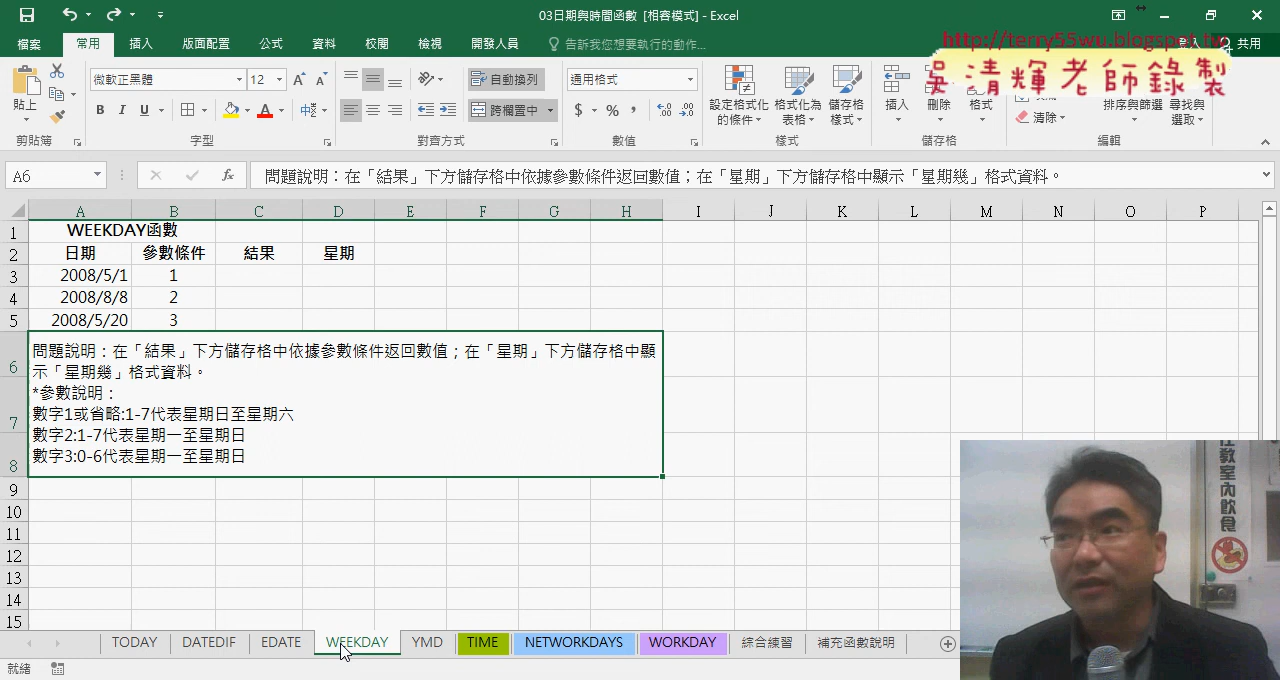 03日期與時間函數 [相容模式] - Excel
http://terry55wu.blogspot.tw
吳清輝老師錄製
檔案 常用 插入 版面配置 公式 資料 校閱 檢視 開發人員 告訴我您想要執行的動作... 登入 共用
微軟正黑體 12 自動換列 通用格式
貼上 B I U 跨欄置中 $ % 設定格式化的條件 格式化為表格 儲存格樣式 插入 刪除 格式 清除 排序與篩選 尋找與選取
剪貼簿 字型 對齊方式 數值 樣式 儲存格 編輯
A6 fx 問題說明：在「結果」下方儲存格中依據參數條件返回數值；在「星期」下方儲存格中顯示「星期幾」格式資料。
A B C D E F G H I J K L M N O P
1 WEEKDAY函數
2 日期 參數條件 結果 星期
3 2008/5/1 1
4 2008/8/8 2
5 2008/5/20 3
6 問題說明：在「結果」下方儲存格中依據參數條件返回數值；在「星期」下方儲存格中顯
示「星期幾」格式資料。
*參數說明：
7 數字1或省略:1-7代表星期日至星期六
數字2:1-7代表星期一至星期日
8 數字3:0-6代表星期一至星期日
9
10
11
12
13
14
15
TODAY DATEDIF EDATE WEEKDAY YMD TIME NETWORKDAYS WORKDAY 綜合練習 補充函數說明
就緒
教室內飲食